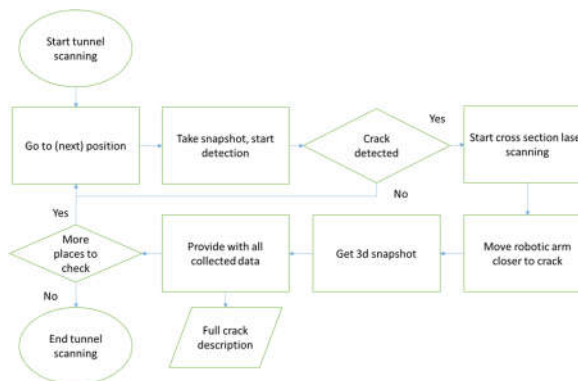 Start tunnel
scanning
Go to (next) position
Take snapshot, start
detection
Crack
detected
Yes
Start cross section lase
scanning
No
Yes
More
places to
check
Provide with all
collected data
Get 3d snapshot
Move robotic arm
closer to crack
No
End tunnel
scanning
Full crack
description